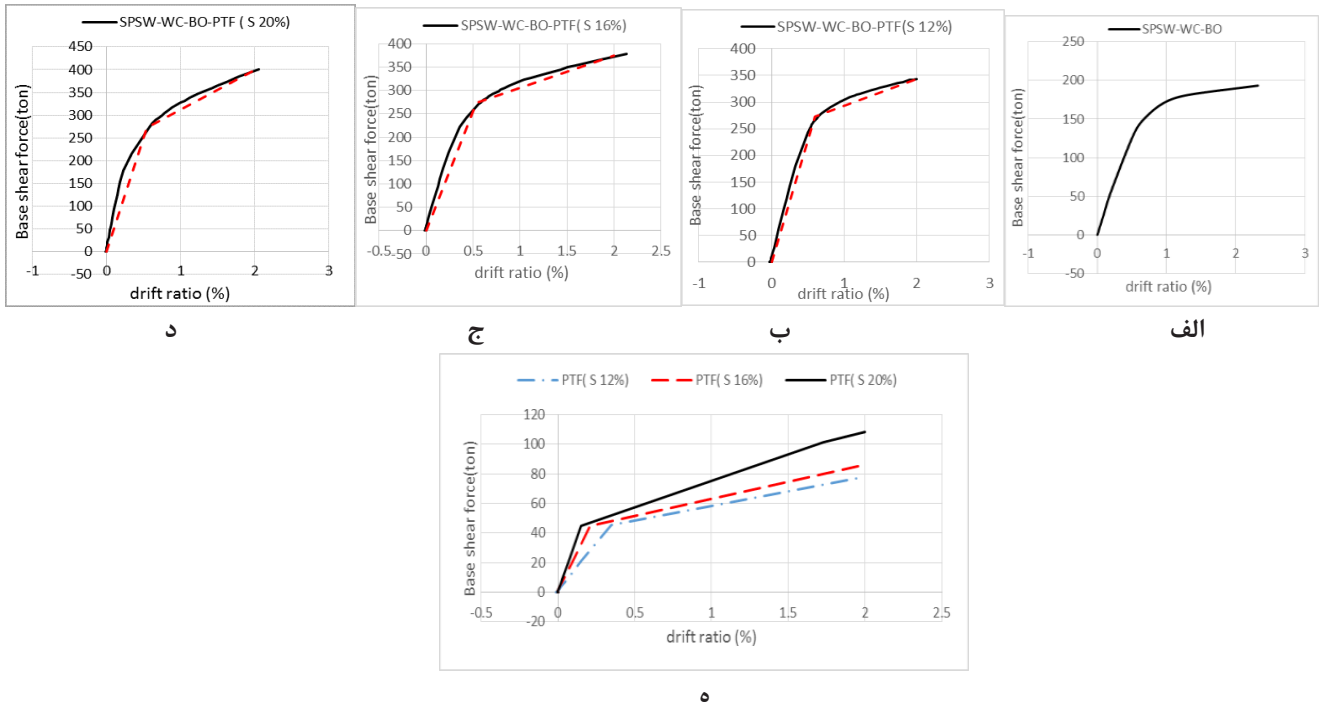 SPSW-WC-BO-PTF ( S 20%)
Base shear force(ton)
450
400
350
300
250
200
150
100
50
0
-50
-1 0 1 2 3
drift ratio (%)
د
SPSW-WC-BO-PTF( S 16%)
Base shear force(ton)
400
350
300
250
200
150
100
50
0
-50
-0.5 0 0.5 1 1.5 2 2.5
drift ratio (%)
ج
SPSW-WC-BO-PTF(S 12%)
Base shear force(ton)
400
350
300
250
200
150
100
50
0
-50
-1 0 1 2 3
drift ratio (%)
ب
SPSW-WC-BO
Base shear force(ton)
250
200
150
100
50
0
-50
-1 0 1 2 3
drift ratio (%)
الف
PTF( S 12%) PTF( S 16%) PTF( S 20%)
Base shear force(ton)
120
100
80
60
40
20
0
-20
-0.5 0 0.5 1 1.5 2 2.5
drift ratio (%)
ه